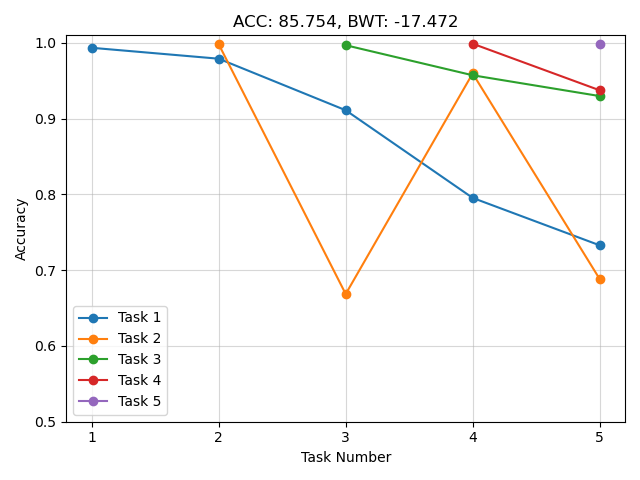 ACC: 85.754, BWT: -17.472
1.0
0.9
0.8
0.7
0.6
0.5
Accuracy
Task 1
Task 2
Task 3
Task 4
Task 5
1 2 3 4 5
Task Number